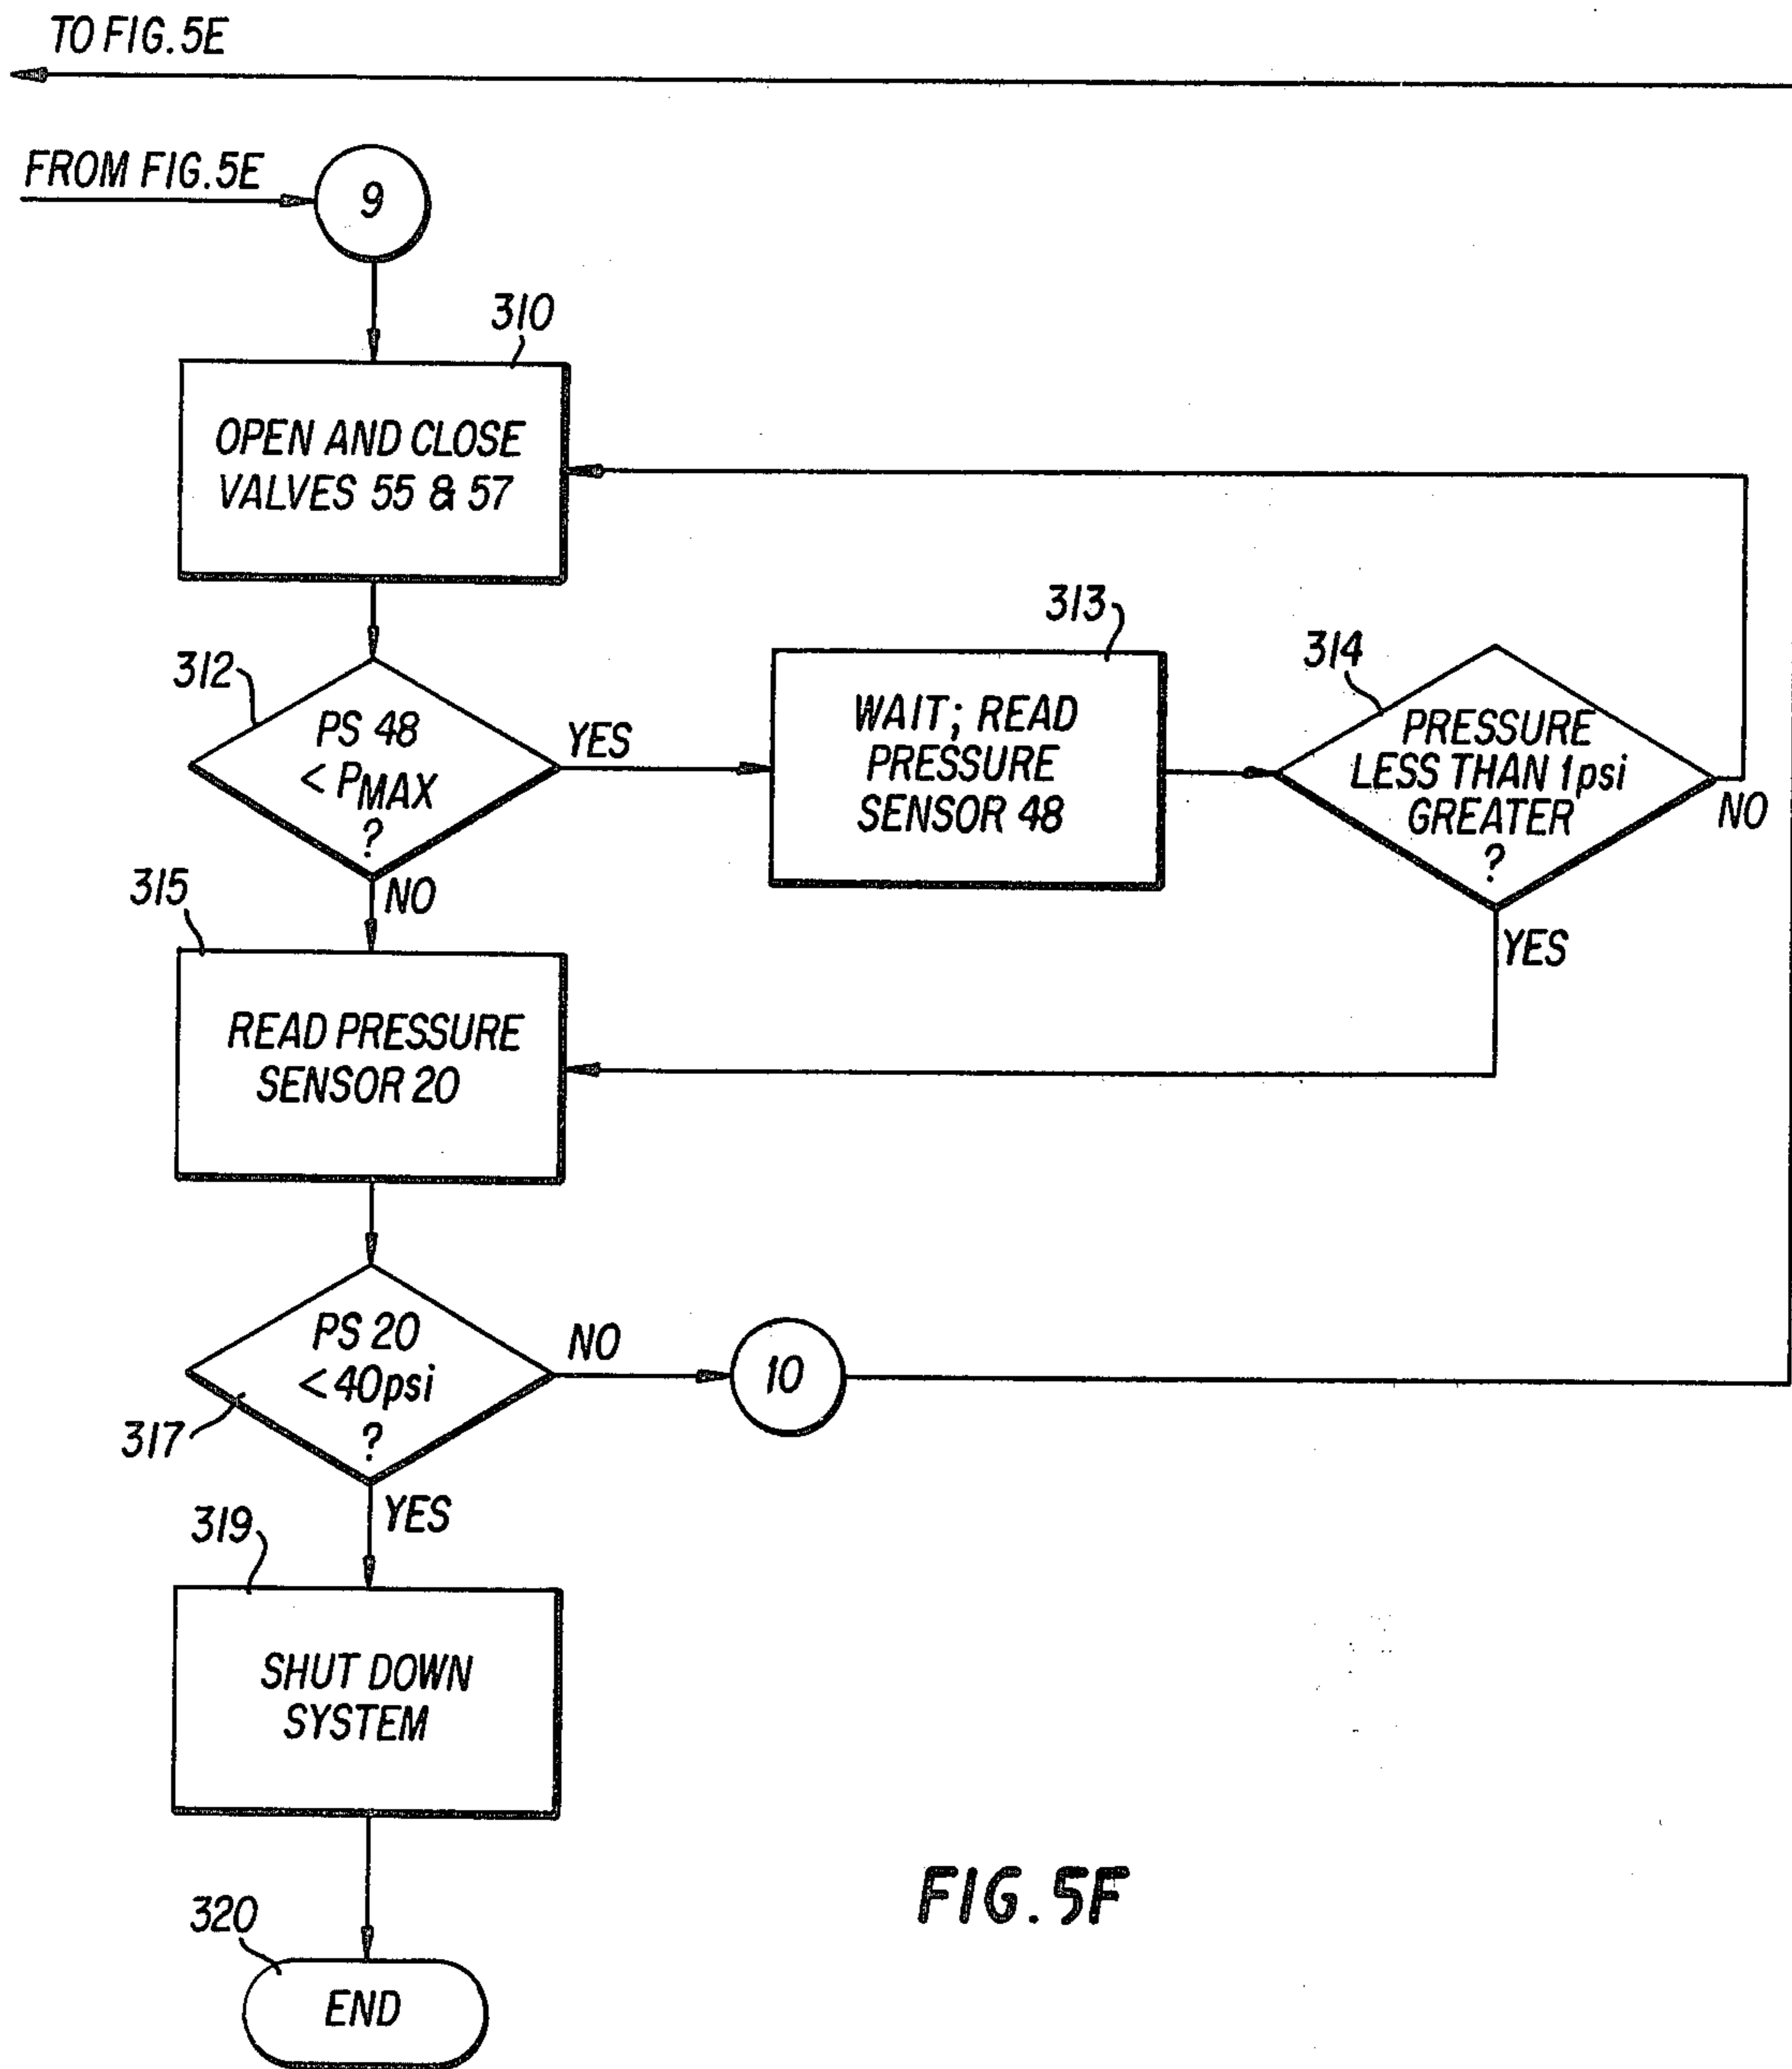 TO FIG. 5E
FROM FIG. 5E
9
310
OPEN AND CLOSE
VALVES 55 & 57
312
PS 48
< PMAX
?
YES
NO
313
WAIT; READ
PRESSURE
SENSOR 48
314
PRESSURE
LESS THAN 1psi
GREATER
?
NO
YES
315
READ PRESSURE
SENSOR 20
317
PS 20
< 40psi
?
NO
10
YES
319
SHUT DOWN
SYSTEM
320
END
FIG. 5F